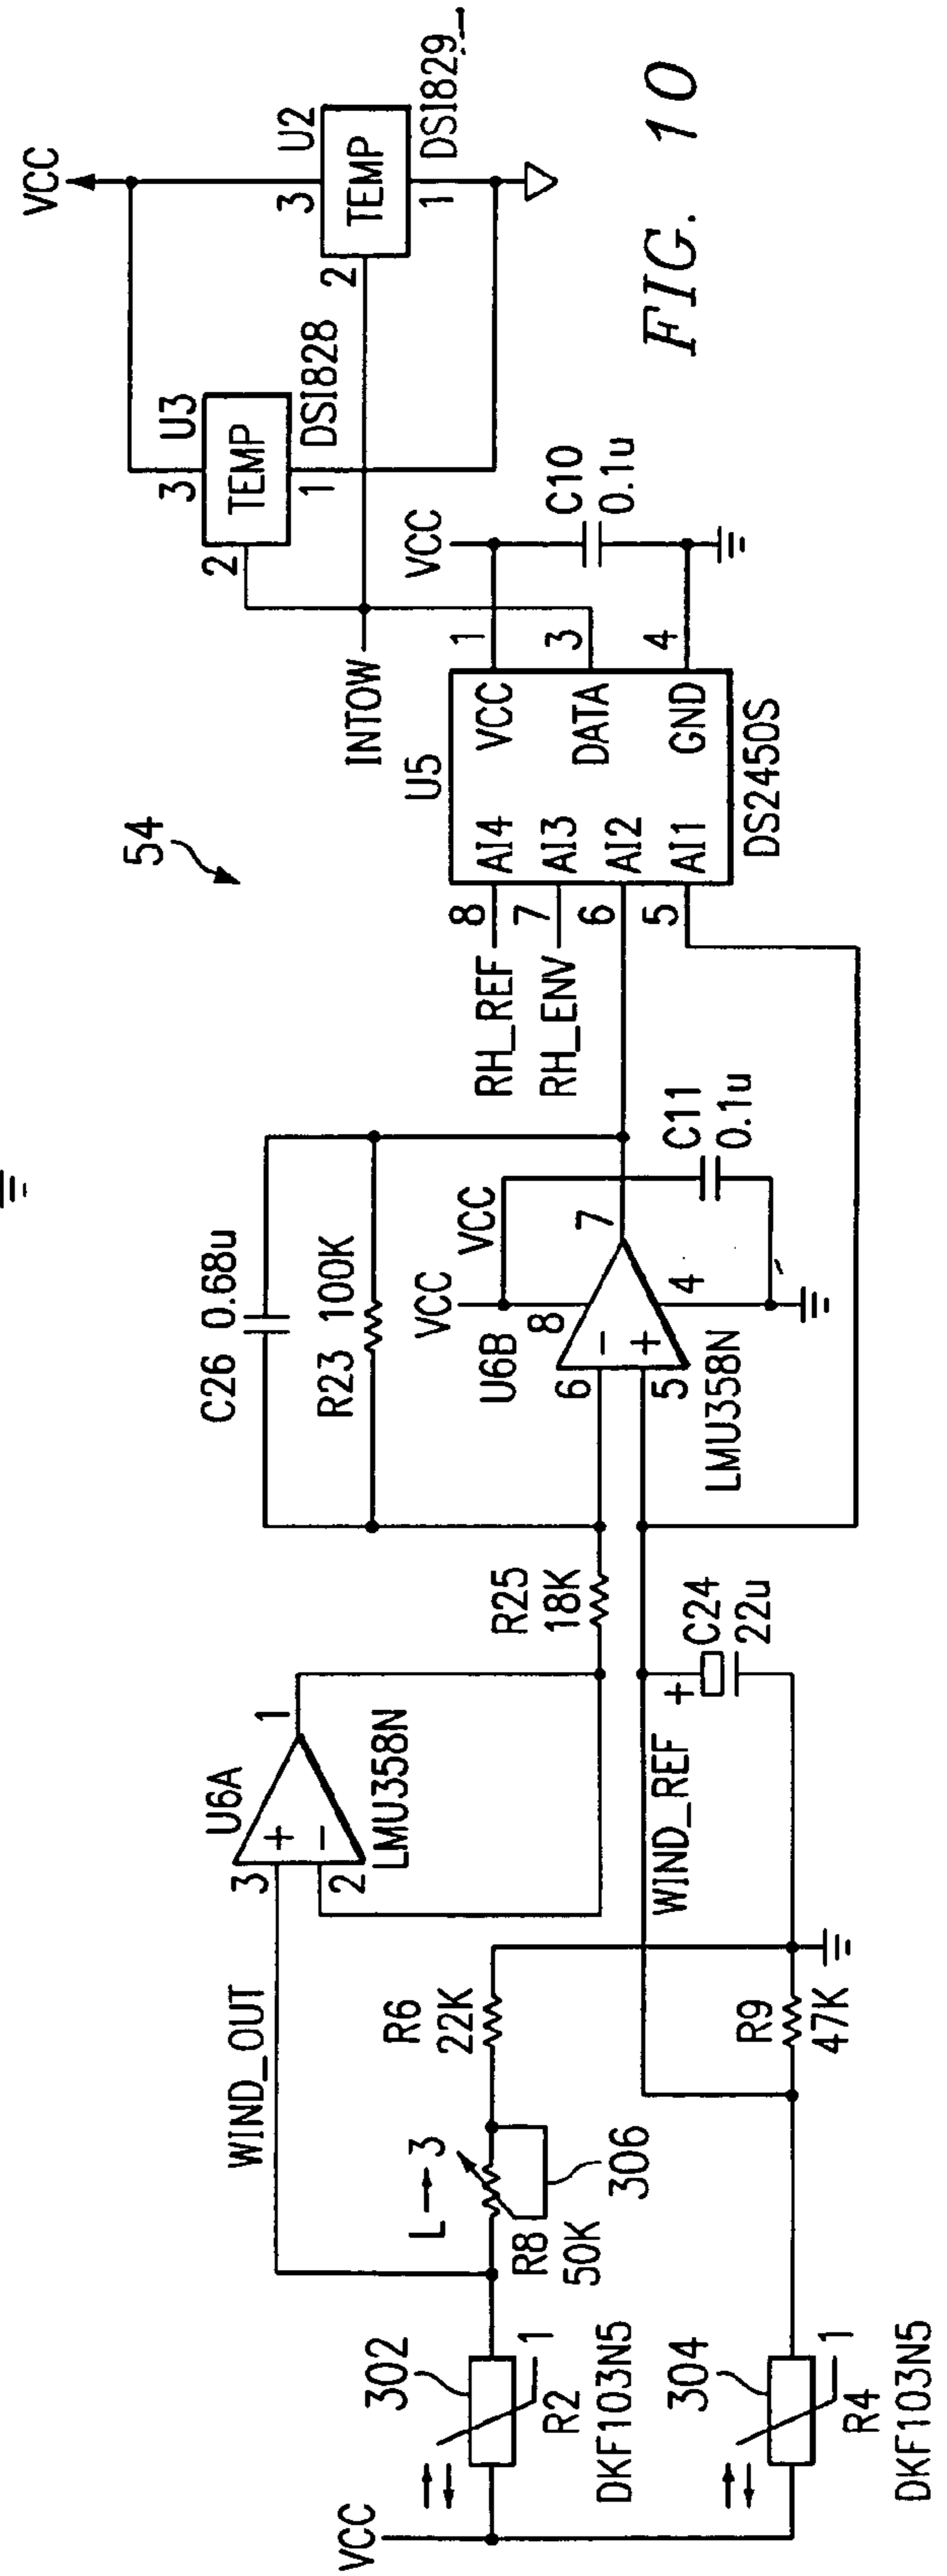 54
VCC
302
R2
1
DKF103N5
304
R4
1
DKF103N5
WIND_OUT
L → 3
R8
50K
306
R6
22K
R9
47K
WIND_REF
U6A
3
+
2
−
1
LMU358N
C24
22u
+
R25
18K
C26 0.68u
R23 100K
VCC
VCC
U6B
8
6
−
5
+
7
4
LMU358N
C11
0.1u
RH_REF
RH_ENV
8
7
6
5
U5
AI4
AI3
AI2
AI1
VCC
DATA
GND
DS2450S
1
3
4
INTOW
VCC
C10
0.1u
VCC
U3
3
TEMP
2
1
DSI828
U2
3
TEMP
2
1
DSI829
FIG. 10